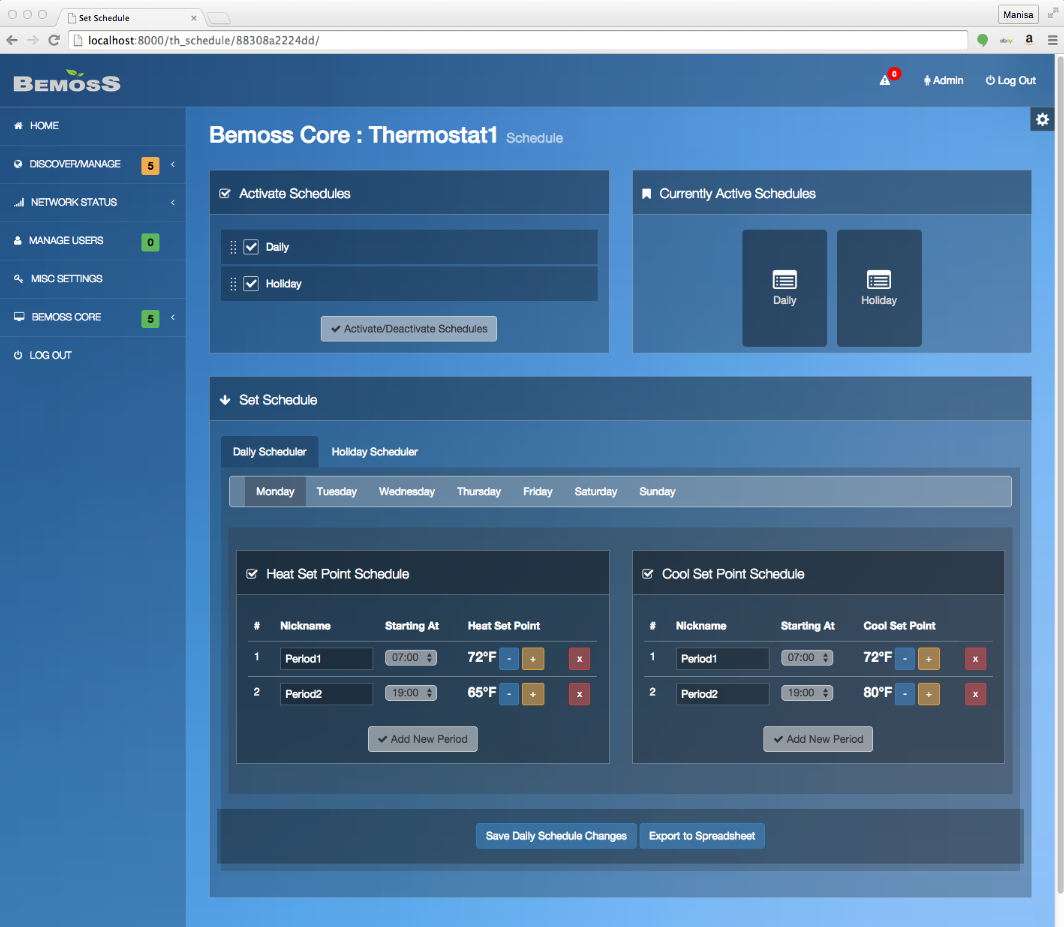 Set Schedule
Manisa
localhost:8000/th_schedule/88308a2224dd/
ebay
a
BEMOSS
0
Admin
Log Out
HOME
DISCOVER/MANAGE 5
NETWORK STATUS
MANAGE USERS 0
MISC SETTINGS
BEMOSS CORE 5
LOG OUT
Bemoss Core : Thermostat1 Schedule
Activate Schedules
Daily
Holiday
Activate/Deactivate Schedules
Currently Active Schedules
Daily
Holiday
Set Schedule
Daily Scheduler Holiday Scheduler
Monday Tuesday Wednesday Thursday Friday Saturday Sunday
Heat Set Point Schedule
# Nickname Starting At Heat Set Point
1 Period1 07:00 72°F - + x
2 Period2 19:00 65°F - + x
Add New Period
Cool Set Point Schedule
# Nickname Starting At Cool Set Point
1 Period1 07:00 72°F - + x
2 Period2 19:00 80°F - + x
Add New Period
Save Daily Schedule Changes Export to Spreadsheet